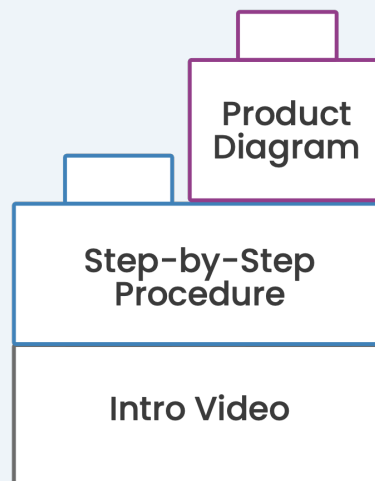 Product
Diagram
Step-by-Step
Procedure
Intro Video